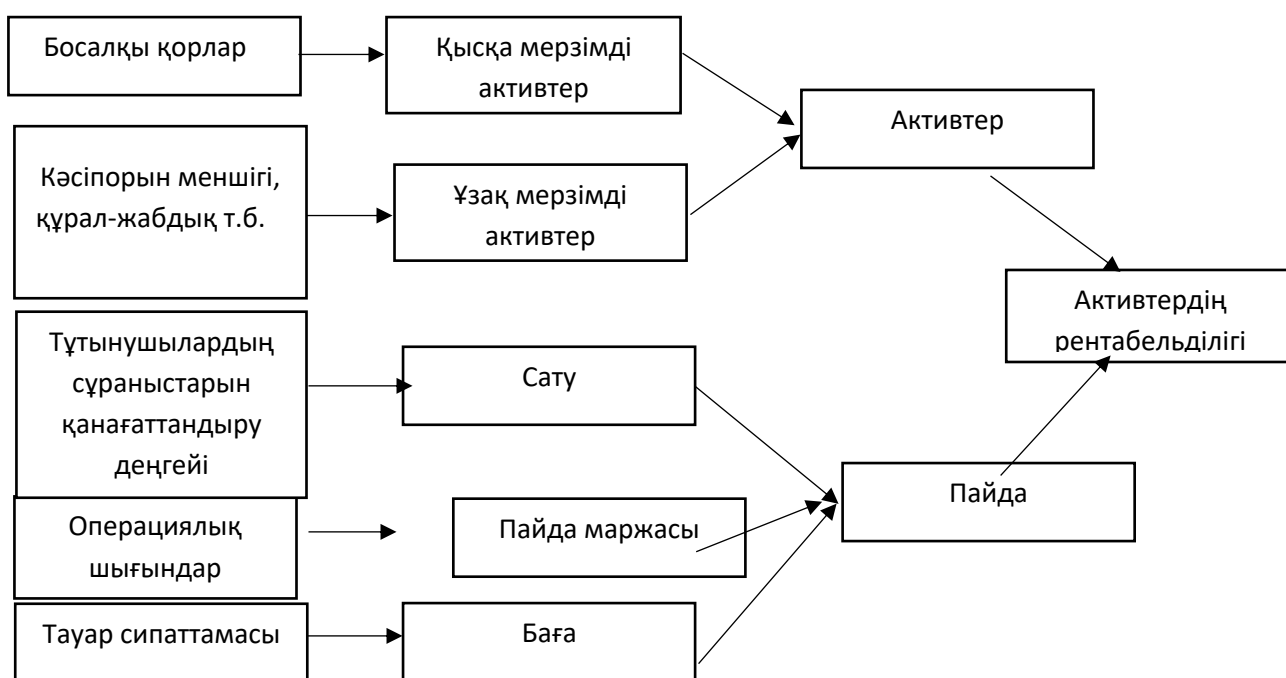 Босалқы қорлар
Қысқа мерзімді
активтер
Активтер
Кәсіпорын меншігі,
құрал-жабдық т.б.
Ұзақ мерзімді
активтер
Активтердің
рентабельділігі
Тұтынушылардың
сұраныстарын
қанағаттандыру
деңгейі
Сату
Пайда
Операциялық
шығындар
Пайда маржасы
Тауар сипаттамасы
Баға